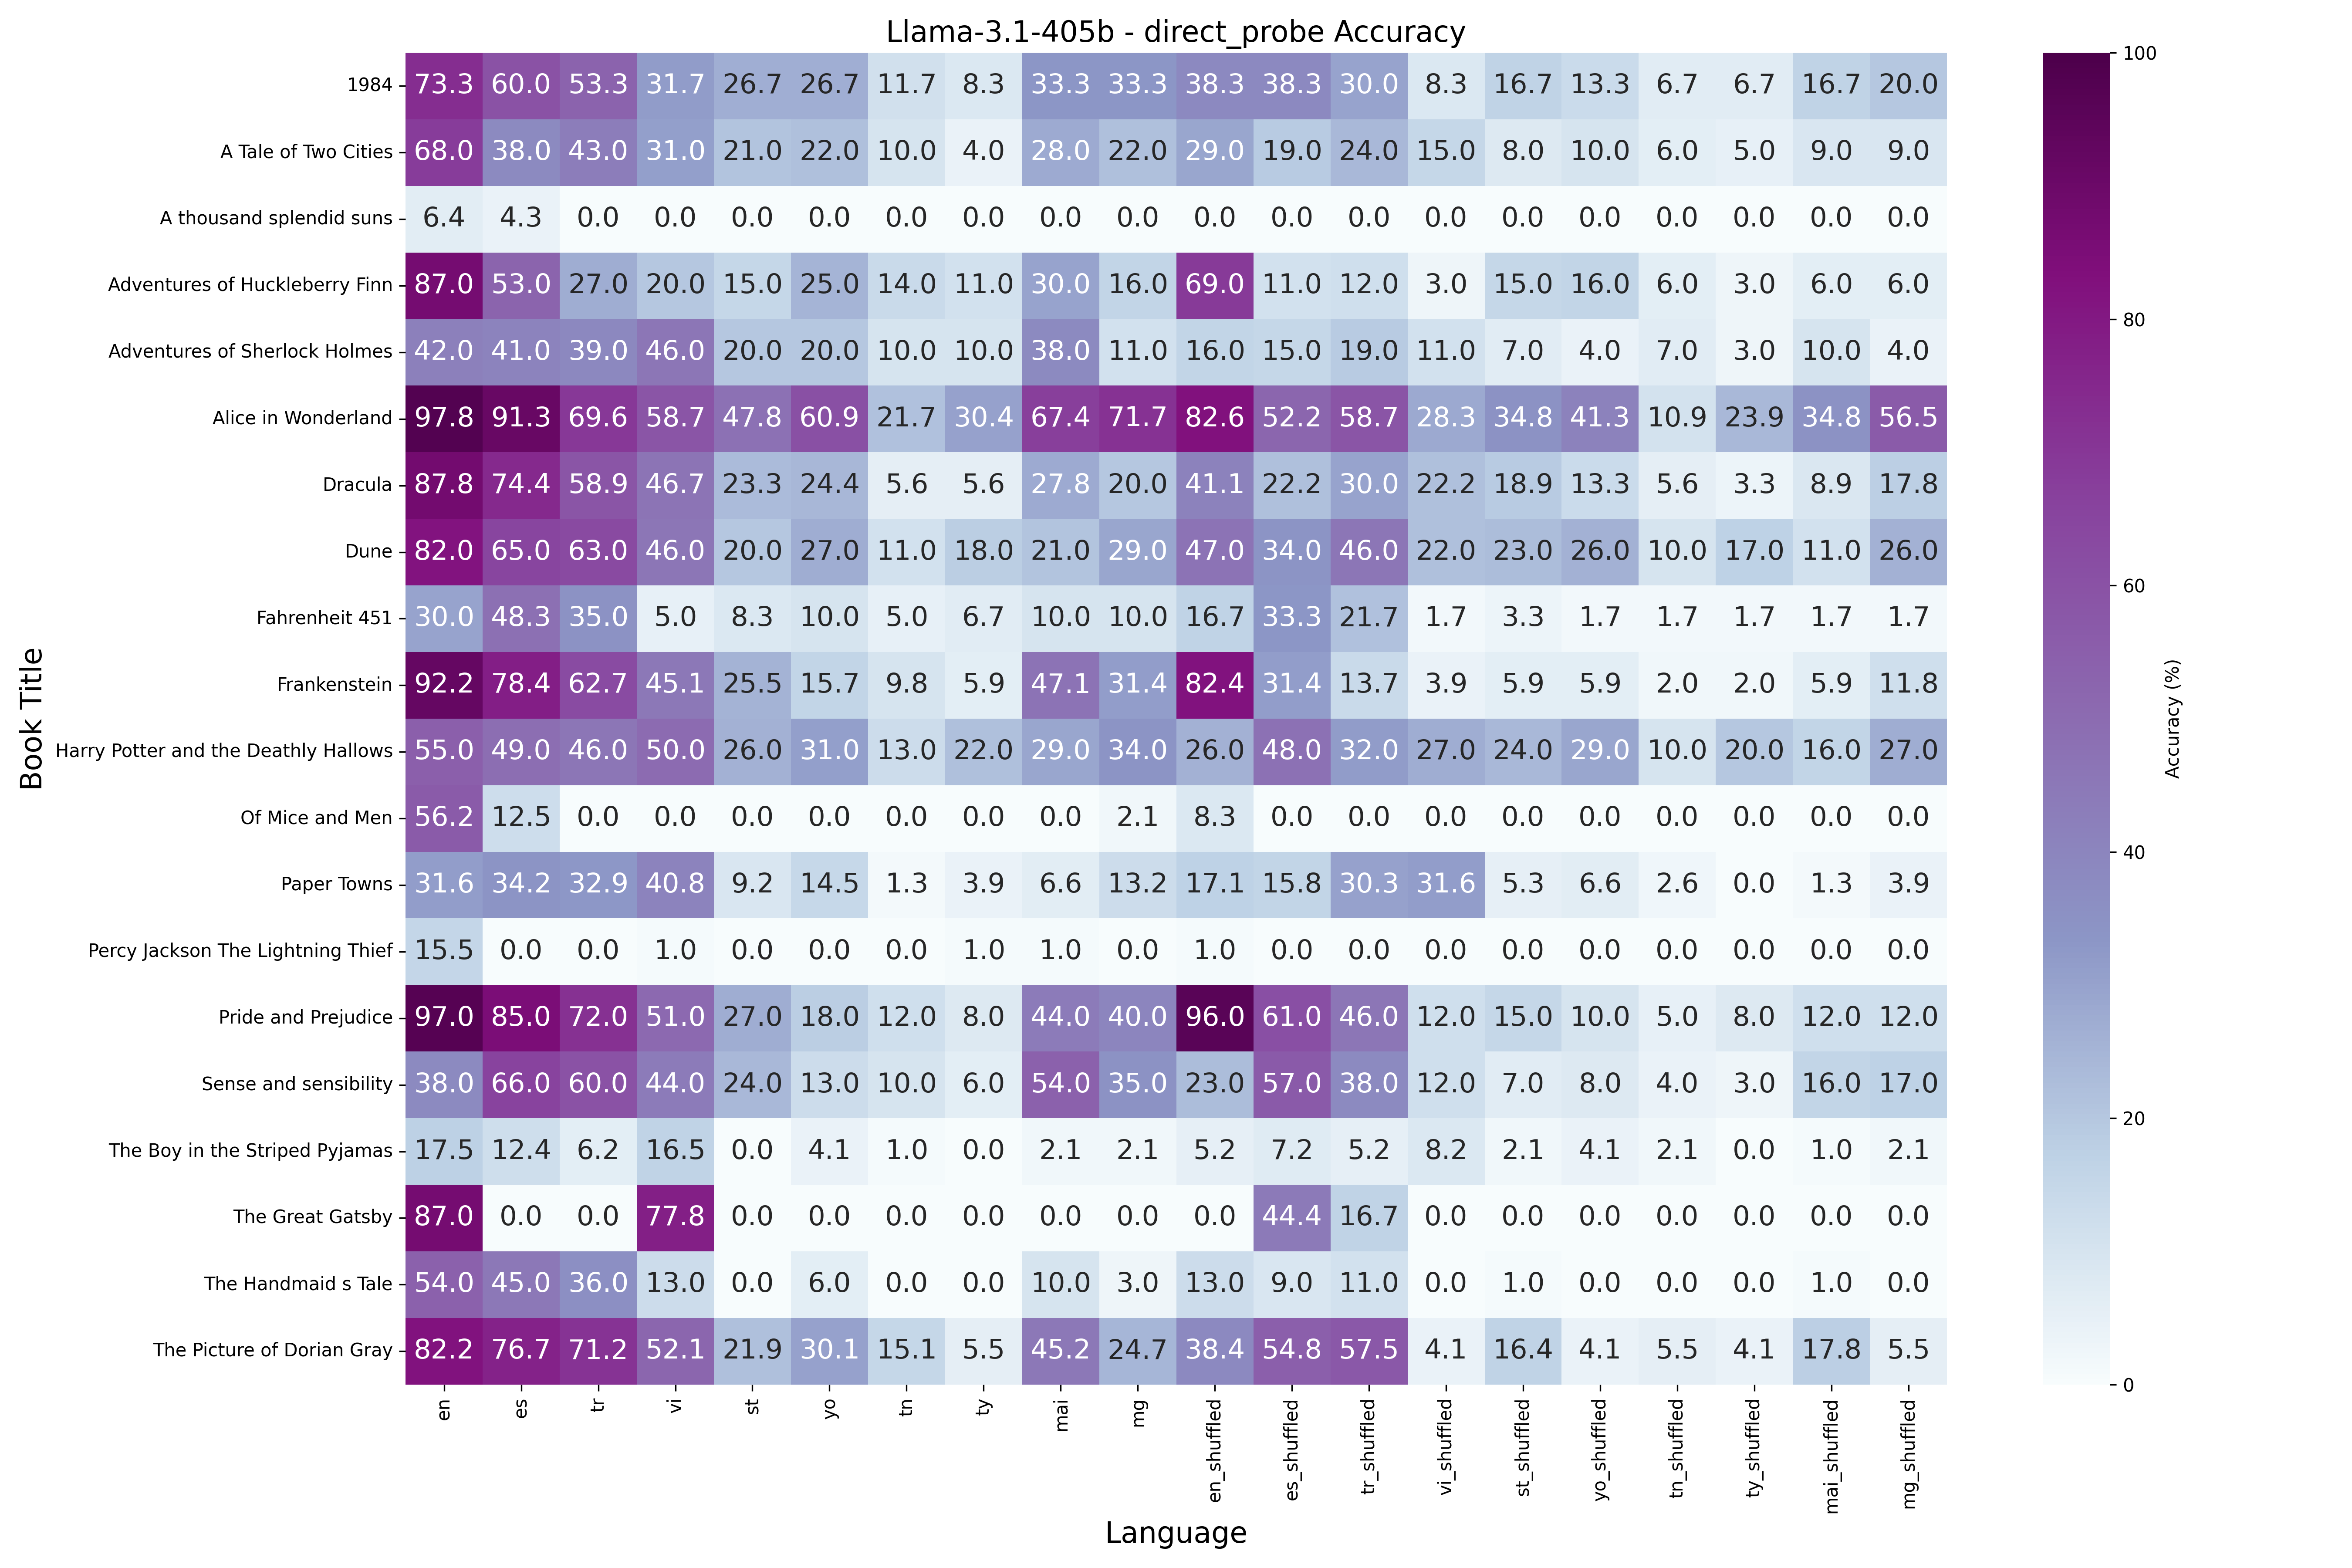 Llama-3.1-405b - direct_probe Accuracy
Book Title
1984 73.3 60.0 53.3 31.7 26.7 26.7 11.7 8.3 33.3 33.3 38.3 38.3 30.0 8.3 16.7 13.3 6.7 6.7 16.7 20.0
A Tale of Two Cities 68.0 38.0 43.0 31.0 21.0 22.0 10.0 4.0 28.0 22.0 29.0 19.0 24.0 15.0 8.0 10.0 6.0 5.0 9.0 9.0
A thousand splendid suns 6.4 4.3 0.0 0.0 0.0 0.0 0.0 0.0 0.0 0.0 0.0 0.0 0.0 0.0 0.0 0.0 0.0 0.0 0.0 0.0
Adventures of Huckleberry Finn 87.0 53.0 27.0 20.0 15.0 25.0 14.0 11.0 30.0 16.0 69.0 11.0 12.0 3.0 15.0 16.0 6.0 3.0 6.0 6.0
Adventures of Sherlock Holmes 42.0 41.0 39.0 46.0 20.0 20.0 10.0 10.0 38.0 11.0 16.0 15.0 19.0 11.0 7.0 4.0 7.0 3.0 10.0 4.0
Alice in Wonderland 97.8 91.3 69.6 58.7 47.8 60.9 21.7 30.4 67.4 71.7 82.6 52.2 58.7 28.3 34.8 41.3 10.9 23.9 34.8 56.5
Dracula 87.8 74.4 58.9 46.7 23.3 24.4 5.6 5.6 27.8 20.0 41.1 22.2 30.0 22.2 18.9 13.3 5.6 3.3 8.9 17.8
Dune 82.0 65.0 63.0 46.0 20.0 27.0 11.0 18.0 21.0 29.0 47.0 34.0 46.0 22.0 23.0 26.0 10.0 17.0 11.0 26.0
Fahrenheit 451 30.0 48.3 35.0 5.0 8.3 10.0 5.0 6.7 10.0 10.0 16.7 33.3 21.7 1.7 3.3 1.7 1.7 1.7 1.7 1.7
Frankenstein 92.2 78.4 62.7 45.1 25.5 15.7 9.8 5.9 47.1 31.4 82.4 31.4 13.7 3.9 5.9 5.9 2.0 2.0 5.9 11.8
Harry Potter and the Deathly Hallows 55.0 49.0 46.0 50.0 26.0 31.0 13.0 22.0 29.0 34.0 26.0 48.0 32.0 27.0 24.0 29.0 10.0 20.0 16.0 27.0
Of Mice and Men 56.2 12.5 0.0 0.0 0.0 0.0 0.0 0.0 0.0 2.1 8.3 0.0 0.0 0.0 0.0 0.0 0.0 0.0 0.0 0.0
Paper Towns 31.6 34.2 32.9 40.8 9.2 14.5 1.3 3.9 6.6 13.2 17.1 15.8 30.3 31.6 5.3 6.6 2.6 0.0 1.3 3.9
Percy Jackson The Lightning Thief 15.5 0.0 0.0 1.0 0.0 0.0 0.0 1.0 1.0 0.0 1.0 0.0 0.0 0.0 0.0 0.0 0.0 0.0 0.0 0.0
Pride and Prejudice 97.0 85.0 72.0 51.0 27.0 18.0 12.0 8.0 44.0 40.0 96.0 61.0 46.0 12.0 15.0 10.0 5.0 8.0 12.0 12.0
Sense and sensibility 38.0 66.0 60.0 44.0 24.0 13.0 10.0 6.0 54.0 35.0 23.0 57.0 38.0 12.0 7.0 8.0 4.0 3.0 16.0 17.0
The Boy in the Striped Pyjamas 17.5 12.4 6.2 16.5 0.0 4.1 1.0 0.0 2.1 2.1 5.2 7.2 5.2 8.2 2.1 4.1 2.1 0.0 1.0 2.1
The Great Gatsby 87.0 0.0 0.0 77.8 0.0 0.0 0.0 0.0 0.0 0.0 0.0 44.4 16.7 0.0 0.0 0.0 0.0 0.0 0.0 0.0
The Handmaid s Tale 54.0 45.0 36.0 13.0 0.0 6.0 0.0 0.0 10.0 3.0 13.0 9.0 11.0 0.0 1.0 0.0 0.0 0.0 1.0 0.0
The Picture of Dorian Gray 82.2 76.7 71.2 52.1 21.9 30.1 15.1 5.5 45.2 24.7 38.4 54.8 57.5 4.1 16.4 4.1 5.5 4.1 17.8 5.5
en es tr vi st yo tn ty mai mg en_shuffled es_shuffled tr_shuffled vi_shuffled st_shuffled yo_shuffled tn_shuffled ty_shuffled mai_shuffled mg_shuffled
Language
100
80
60
40
20
0
Accuracy (%)